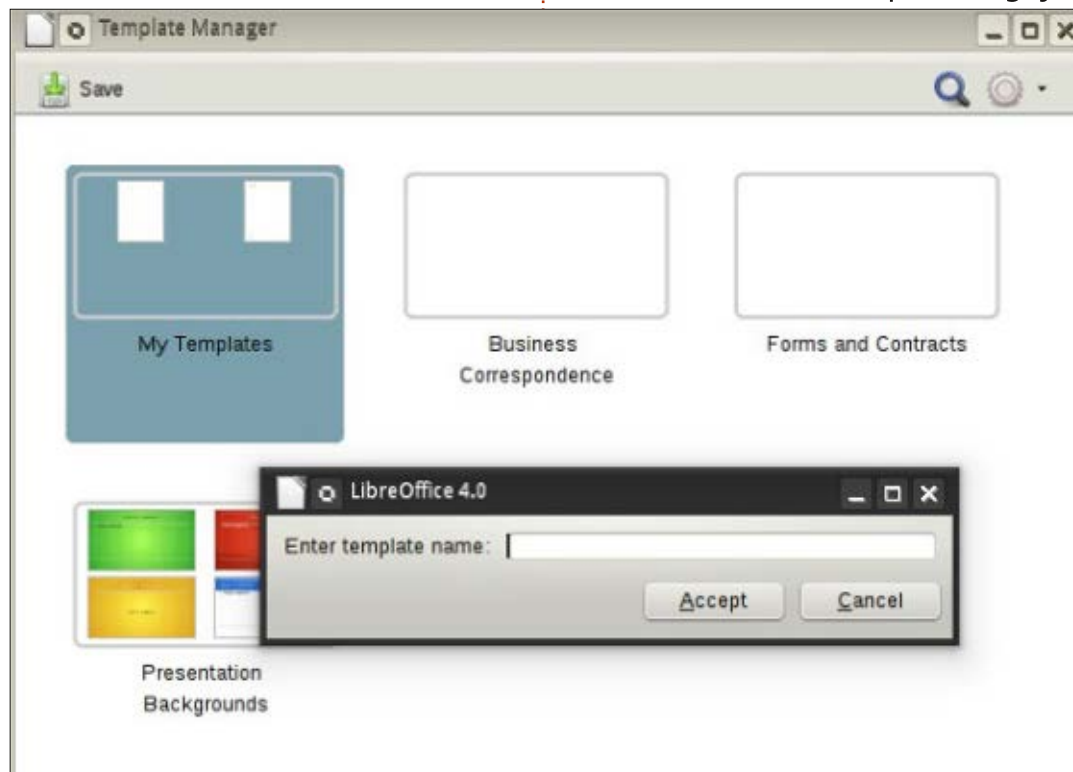 Template Manager
Save
My Templates
Business
Correspondence
Forms and Contracts
LibreOffice 4.0
Enter template name:
Accept
Cancel
Presentation
Backgrounds